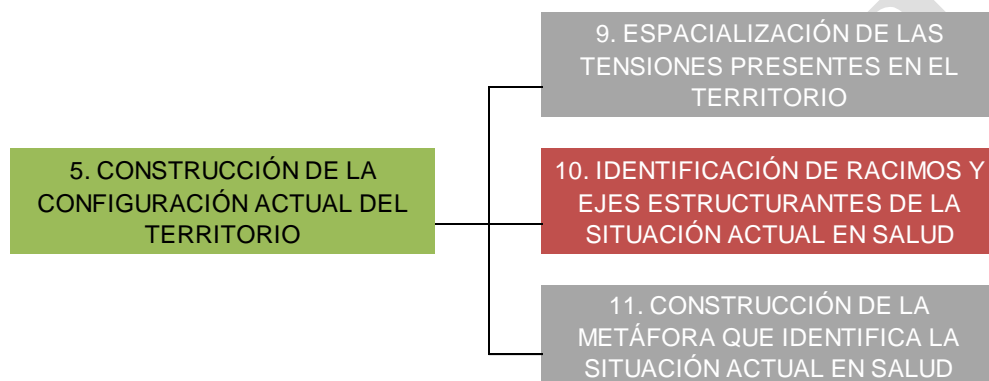 9. ESPACIALIZACIÓN DE LAS
TENSIONES PRESENTES EN EL
TERRITORIO
5. CONSTRUCCIÓN DE LA
CONFIGURACIÓN ACTUAL DEL
TERRITORIO
10. IDENTIFICACIÓN DE RACIMOS Y
EJES ESTRUCTURANTES DE LA
SITUACIÓN ACTUAL EN SALUD
11. CONSTRUCCIÓN DE LA
METÁFORA QUE IDENTIFICA LA
SITUACIÓN ACTUAL EN SALUD